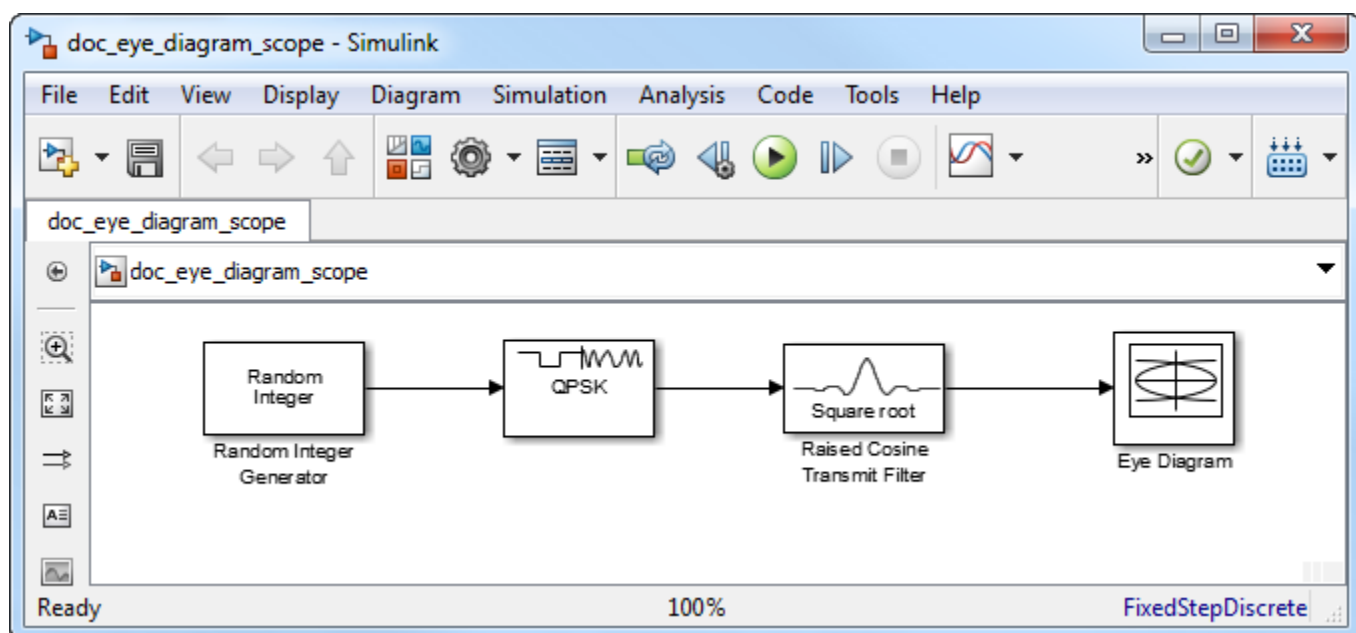 doc_eye_diagram_scope - Simulink
File Edit View Display Diagram Simulation Analysis Code Tools Help
»
doc_eye_diagram_scope
doc_eye_diagram_scope
Random
Integer
Random Integer
Generator
QPSK
Square root
Raised Cosine
Transmit Filter
Eye Diagram
A
Ready 100% FixedStepDiscrete